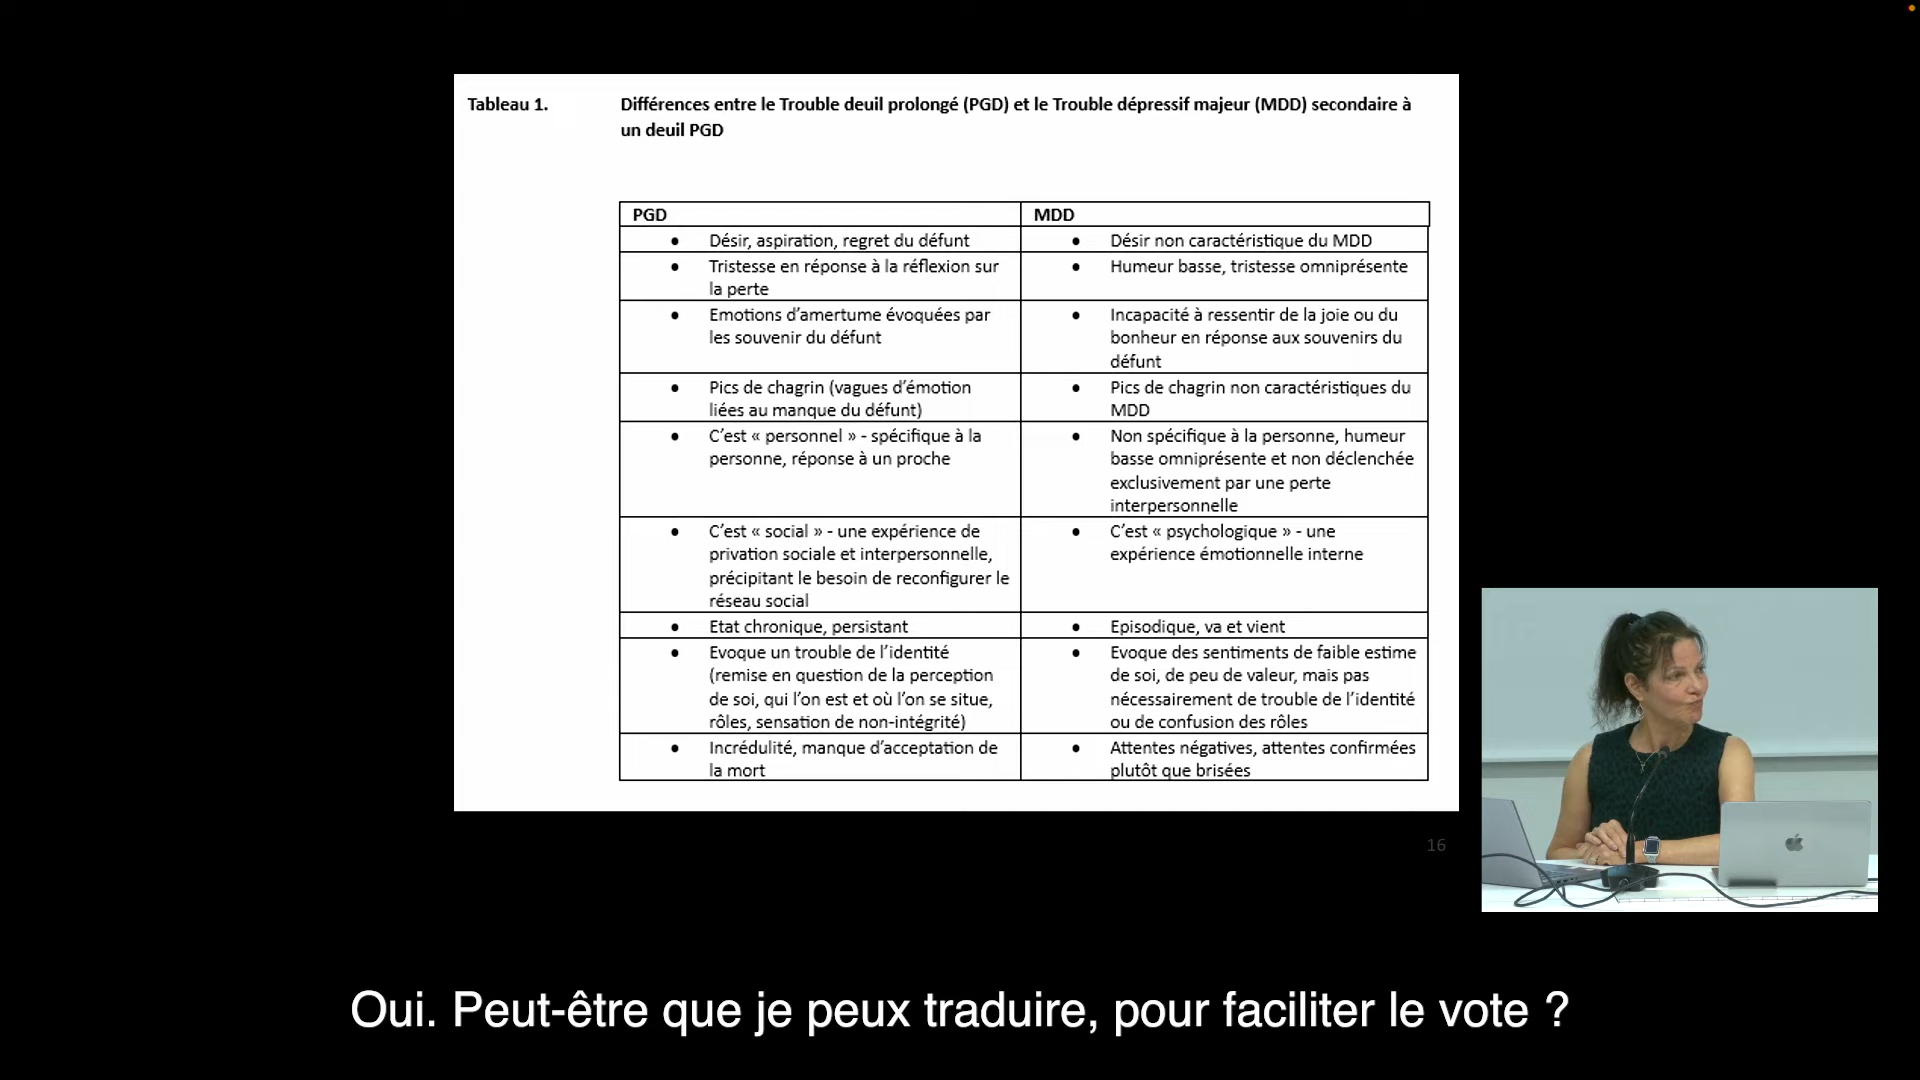 Tableau 1.
Différences entre le Trouble deuil prolongé (PGD) et le Trouble dépressif majeur (MDD) secondaire à
un deuil PGD
PGD
MDD
• Désir, aspiration, regret du défunt
• Désir non caractéristique du MDD
• Tristesse en réponse à la réflexion sur
la perte
• Humeur basse, tristesse omniprésente
• Emotions d’amertume évoquées par
les souvenir du défunt
• Incapacité à ressentir de la joie ou du
bonheur en réponse aux souvenirs du
défunt
• Pics de chagrin (vagues d’émotion
liées au manque du défunt)
• Pics de chagrin non caractéristiques du
MDD
• C’est « personnel » - spécifique à la
personne, réponse à un proche
• Non spécifique à la personne, humeur
basse omniprésente et non déclenchée
exclusivement par une perte
interpersonnelle
• C’est « social » - une expérience de
privation sociale et interpersonnelle,
précipitant le besoin de reconfigurer le
réseau social
• C’est « psychologique » - une
expérience émotionnelle interne
• Etat chronique, persistant
• Episodique, va et vient
• Evoque un trouble de l’identité
(remise en question de la perception
de soi, qui l’on est et où l’on se situe,
rôles, sensation de non-intégrité)
• Evoque des sentiments de faible estime
de soi, de peu de valeur, mais pas
nécessairement de trouble de l’identité
ou de confusion des rôles
• Incrédulité, manque d’acceptation de
la mort
• Attentes négatives, attentes confirmées
plutôt que brisées
16
Oui. Peut-être que je peux traduire, pour faciliter le vote ?